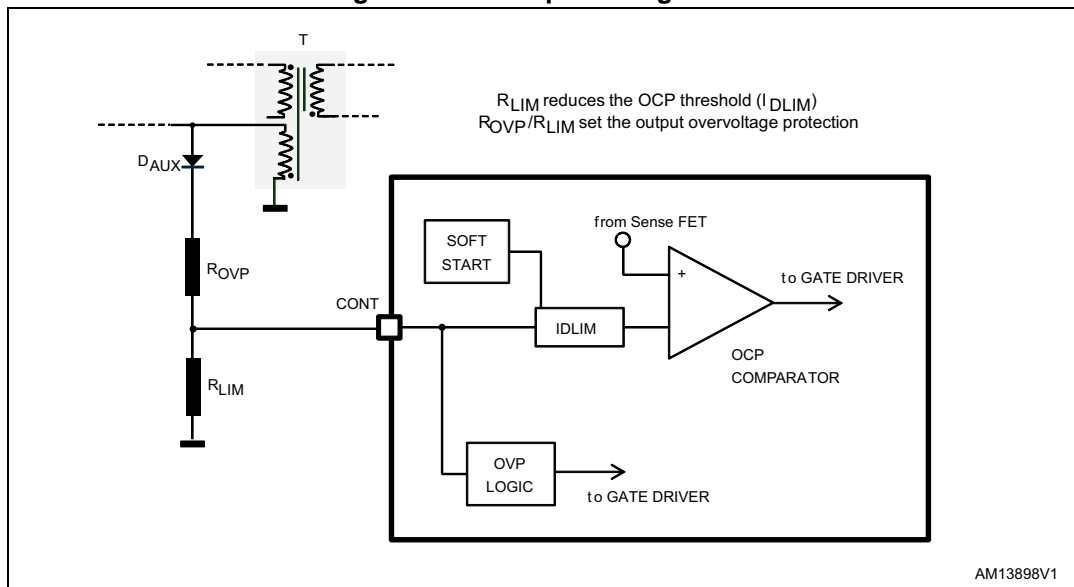 T
RLIM reduces the OCP threshold (IDLIM)
ROVP/RLIM set the output overvoltage protection
DAUX
from Sense FET
SOFT
START
+
to GATE DRIVER
ROVP
CONT
IDLIM
OCP
COMPARATOR
RLIM
OVP
LOGIC
to GATE DRIVER
AM13898V1